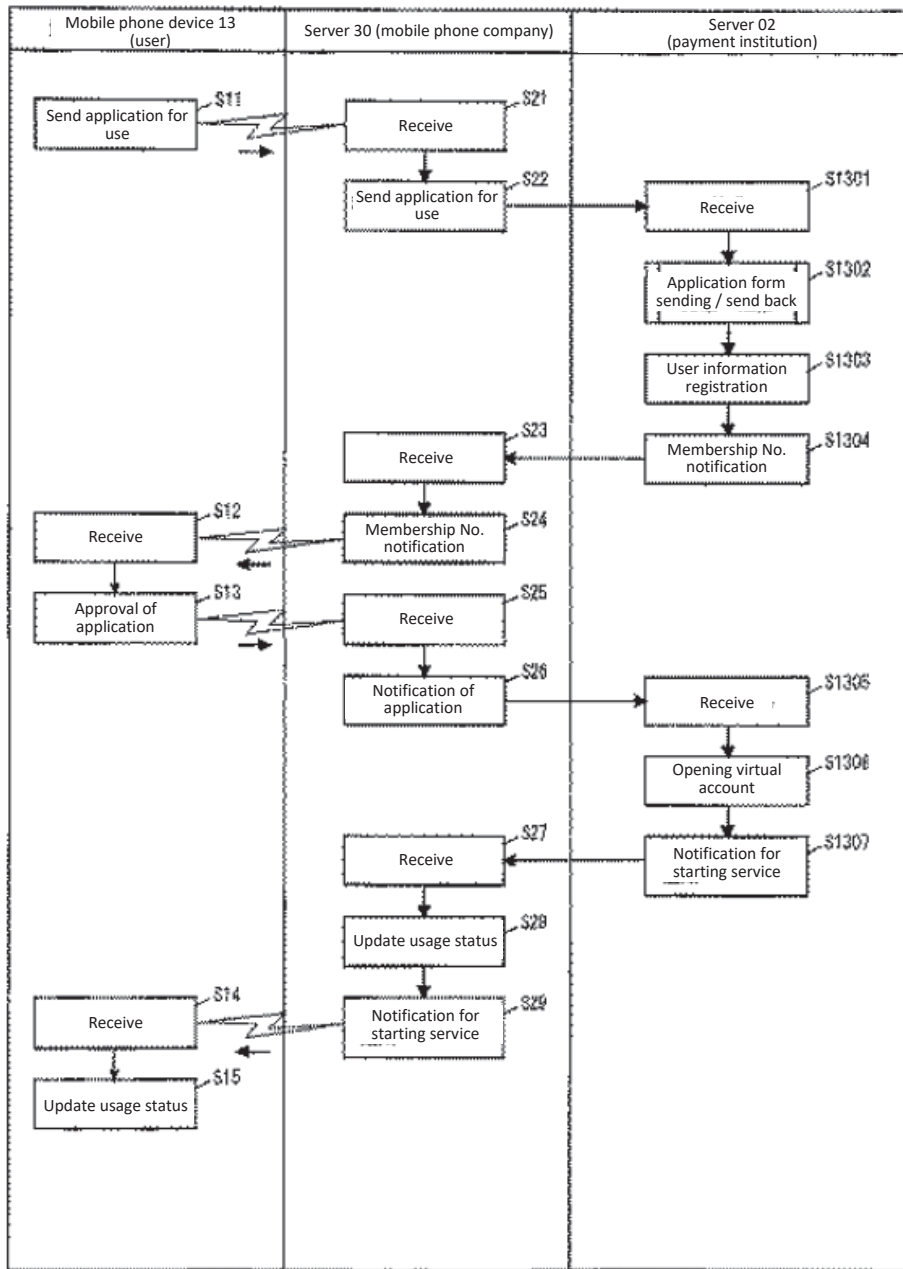 Mobile phone device 13
(user)
Server 30 (mobile phone company)
Server 02
(payment institution)
S11
Send application for
use
S21
Receive
S22
Send application for
use
S1301
Receive
S1302
Application form
sending / send back
S1303
User information
registration
S23
Receive
S1304
Membership No.
notification
S12
Receive
S24
Membership No.
notification
S13
Approval of
application
S25
Receive
S26
Notification of
application
S1305
Receive
S1306
Opening virtual
account
S27
Receive
S1307
Notification for
starting service
S28
Update usage status
S14
Receive
S29
Notification for
starting service
S15
Update usage status